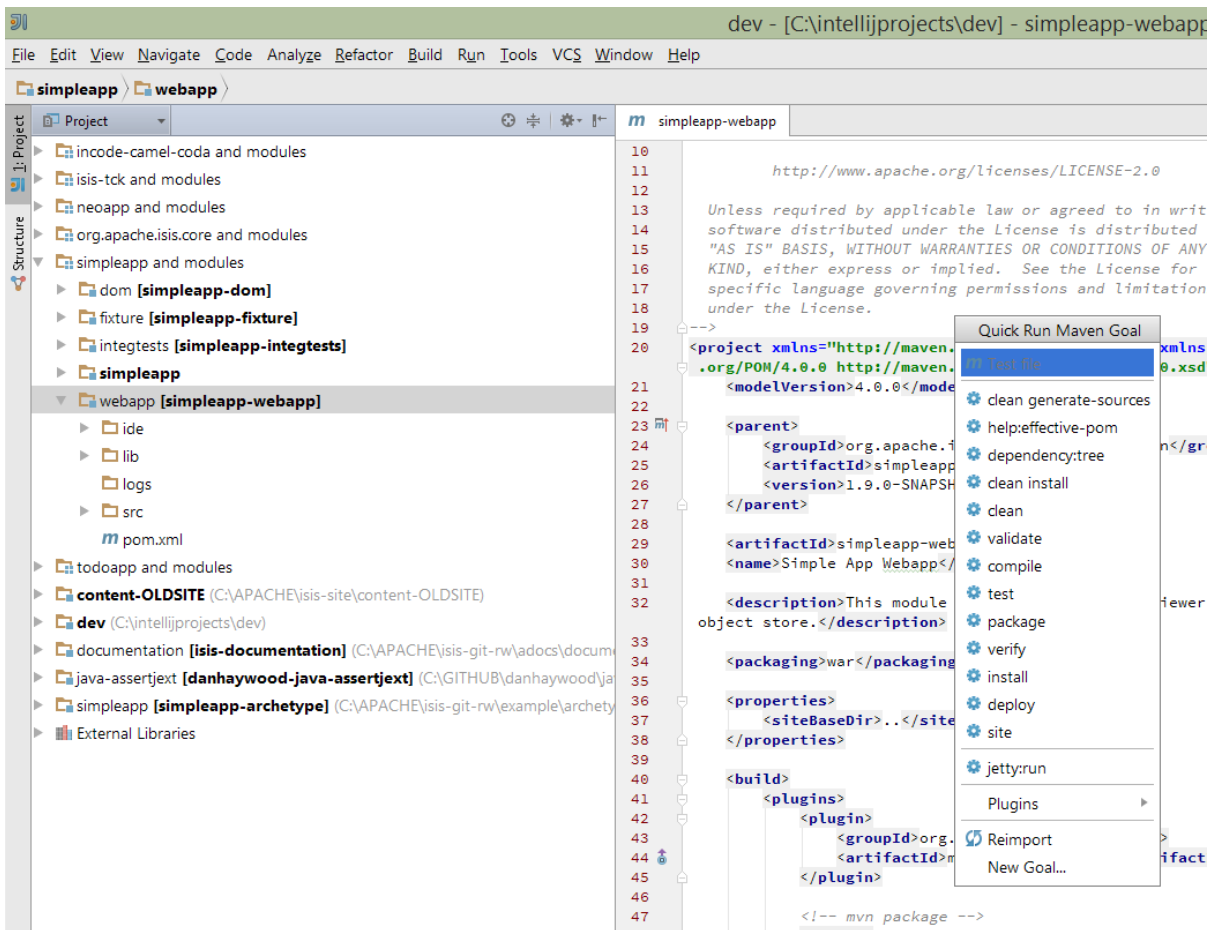 dev - [C:\intellijprojects\dev] - simpleapp-webapp
File Edit View Navigate Code Analyze Refactor Build Run Tools VCS Window Help
simpleapp webapp
1: Project
Structure
Project
incode-camel-coda and modules
isis-tck and modules
neoapp and modules
org.apache.isis.core and modules
simpleapp and modules
dom [simpleapp-dom]
fixture [simpleapp-fixture]
integtests [simpleapp-integtests]
simpleapp
webapp [simpleapp-webapp]
ide
lib
logs
src
m pom.xml
todoapp and modules
content-OLDSITE (C:\APACHE\isis-site\content-OLDSITE)
dev (C:\intellijprojects\dev)
documentation [isis-documentation] (C:\APACHE\isis-git-rw\adocs\docum
java-assertjext [danhaywood-java-assertjext] (C:\GITHUB\danhaywood\ja
simpleapp [simpleapp-archetype] (C:\APACHE\isis-git-rw\example\archety
External Libraries
m simpleapp-webapp
10
11 http://www.apache.org/licenses/LICENSE-2.0
12
13 Unless required by applicable law or agreed to in writ
14 software distributed under the License is distributed
15 "AS IS" BASIS, WITHOUT WARRANTIES OR CONDITIONS OF ANY
16 KIND, either express or implied. See the License for
17 specific language governing permissions and limitation
18 under the License.
19 -->
20 <project xmlns="http://maven. xmlns
.org/POM/4.0.0 http://maven. 0.xsd
21 <modelVersion>4.0.0</mode
22
23 <parent>
24 <groupId>org.apache.i n</gr
25 <artifactId>simpleapp
26 <version>1.9.0-SNAPSH
27 </parent>
28
29 <artifactId>simpleapp-web
30 <name>Simple App Webapp</
31
32 <description>This module iewer
object store.</description>
33
34 <packaging>war</packaging
35
36 <properties>
37 <siteBaseDir>..</site
38 </properties>
39
40 <build>
41 <plugins>
42 <plugin>
43 <groupId>org. >
44 <artifactId>m ifact
45 </plugin>
46
47 <!-- mvn package -->
Quick Run Maven Goal
m Test file
clean generate-sources
help:effective-pom
dependency:tree
clean install
clean
validate
compile
test
package
verify
install
deploy
site
jetty:run
Plugins
Reimport
New Goal...